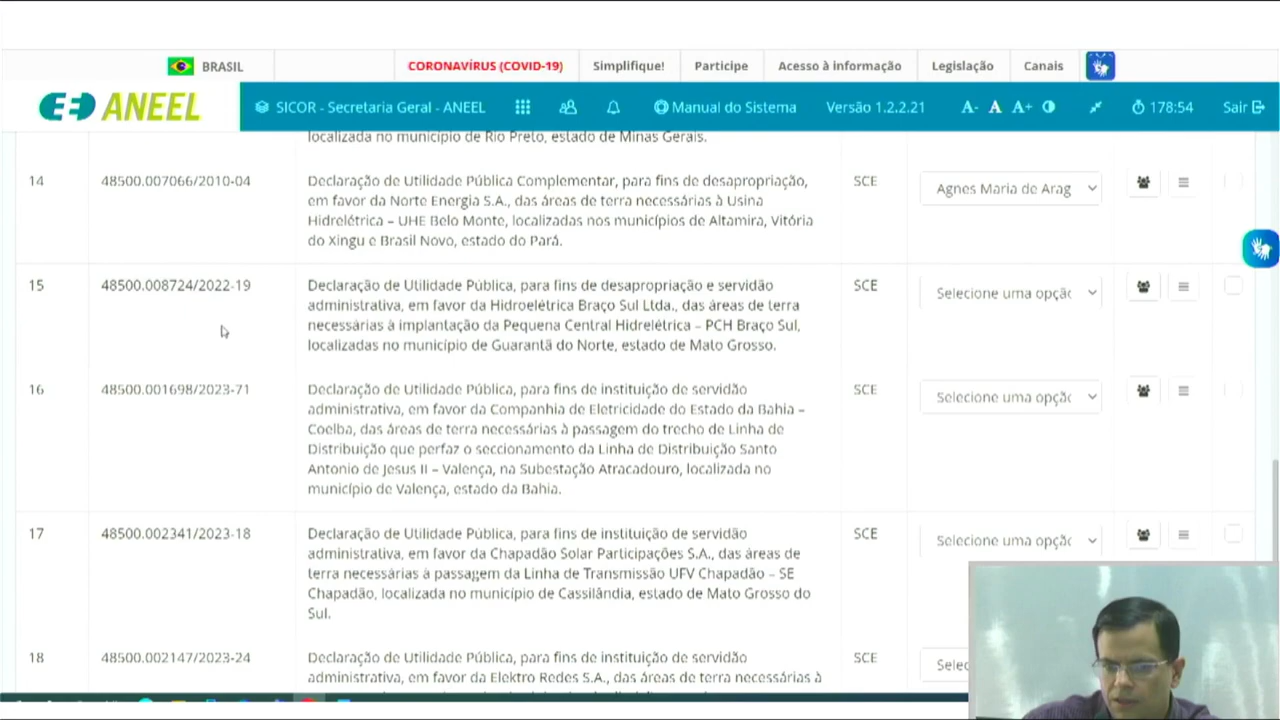 BRASIL
CORONAVÍRUS (COVID-19)
Simplifique!
Participe
Acesso à informação
Legislação
Canais
ANEEL
SICOR - Secretaria Geral - ANEEL
Manual do Sistema
Versão 1.2.2.21
A-
A
A+
178:54
Sair
localizada no município de Rio Preto, estado de Minas Gerais.
14
48500.007066/2010-04
Declaração de Utilidade Pública Complementar, para fins de desapropriação,
em favor da Norte Energia S.A., das áreas de terra necessárias à Usina
Hidrelétrica – UHE Belo Monte, localizadas nos municípios de Altamira, Vitória
do Xingu e Brasil Novo, estado do Pará.
SCE
Agnes Maria de Arag
15
48500.008724/2022-19
Declaração de Utilidade Pública, para fins de desapropriação e servidão
administrativa, em favor da Hidroelétrica Braço Sul Ltda., das áreas de terra
necessárias à implantação da Pequena Central Hidrelétrica – PCH Braço Sul,
localizadas no município de Guarantã do Norte, estado de Mato Grosso.
SCE
Selecione uma opçã
16
48500.001698/2023-71
Declaração de Utilidade Pública, para fins de instituição de servidão
administrativa, em favor da Companhia de Eletricidade do Estado da Bahia –
Coelba, das áreas de terra necessárias à passagem do trecho de Linha de
Distribuição que perfaz o seccionamento da Linha de Distribuição Santo
Antonio de Jesus II – Valença, na Subestação Atracadouro, localizada no
município de Valença, estado da Bahia.
SCE
Selecione uma opçã
17
48500.002341/2023-18
Declaração de Utilidade Pública, para fins de instituição de servidão
administrativa, em favor da Chapadão Solar Participações S.A., das áreas de
terra necessárias à passagem da Linha de Transmissão UFV Chapadão – SE
Chapadão, localizada no município de Cassilândia, estado de Mato Grosso do
Sul.
SCE
Selecione uma opçã
18
48500.002147/2023-24
Declaração de Utilidade Pública, para fins de instituição de servidão
administrativa, em favor da Elektro Redes S.A., das áreas de terra necessárias à
SCE
Selec